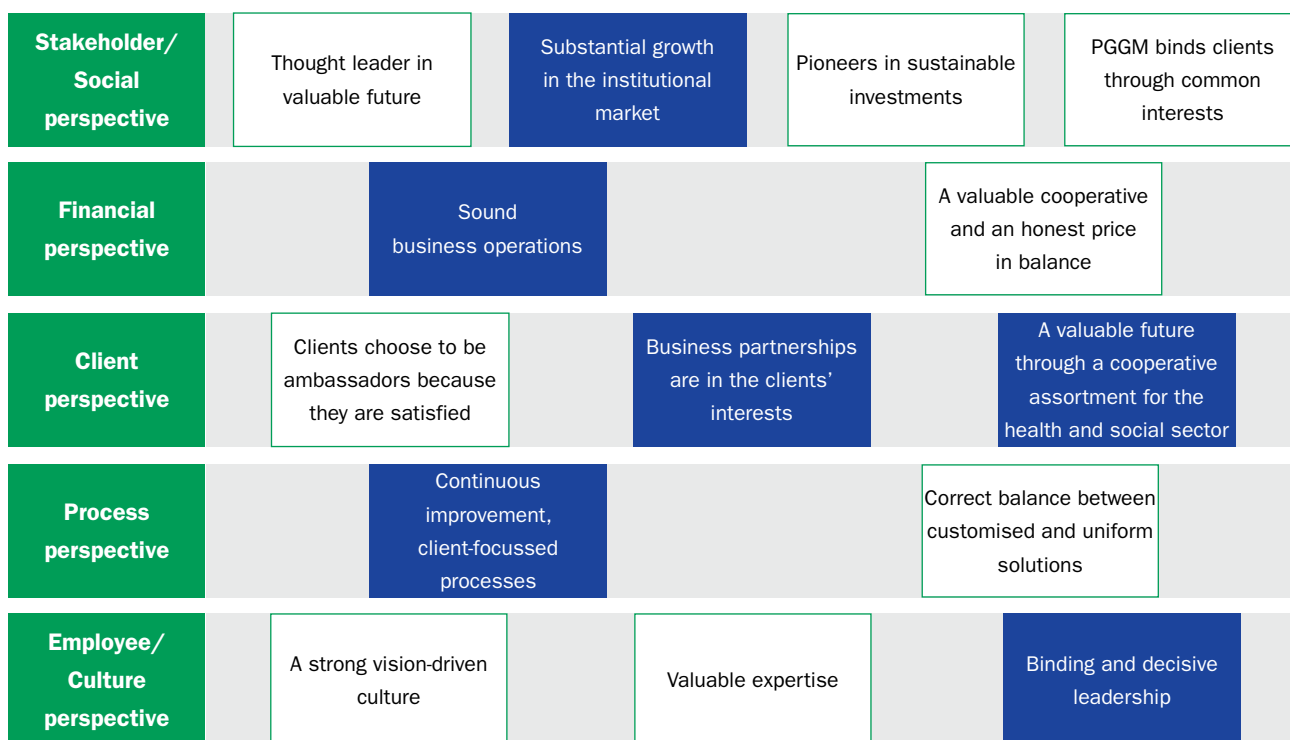 Stakeholder/
Social
perspective
Thought leader in
valuable future
Substantial growth
in the institutional
market
Pioneers in sustainable
investments
PGGM binds clients
through common
interests
Financial
perspective
Sound
business operations
A valuable cooperative
and an honest price
in balance
Client
perspective
Clients choose to be
ambassadors because
they are satisfied
Business partnerships
are in the clients’
interests
A valuable future
through a cooperative
assortment for the
health and social sector
Process
perspective
Continuous
improvement,
client-focussed
processes
Correct balance between
customised and uniform
solutions
Employee/
Culture
perspective
A strong vision-driven
culture
Valuable expertise
Binding and decisive
leadership